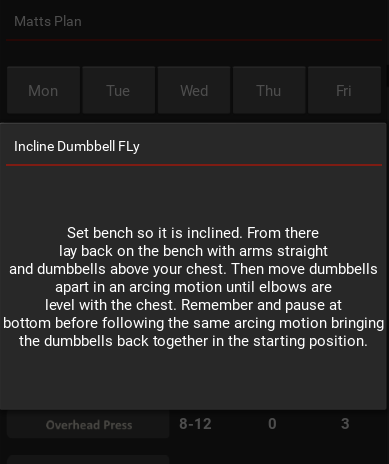 Matts Plan
Mon Tue Wed Thu Fri
Incline Dumbbell FLy
Set bench so it is inclined. From there
lay back on the bench with arms straight
and dumbbells above your chest. Then move dumbbells
apart in an arcing motion until elbows are
level with the chest. Remember and pause at
bottom before following the same arcing motion bringing
the dumbbells back together in the starting position.
Overhead Press 8-12 0 3